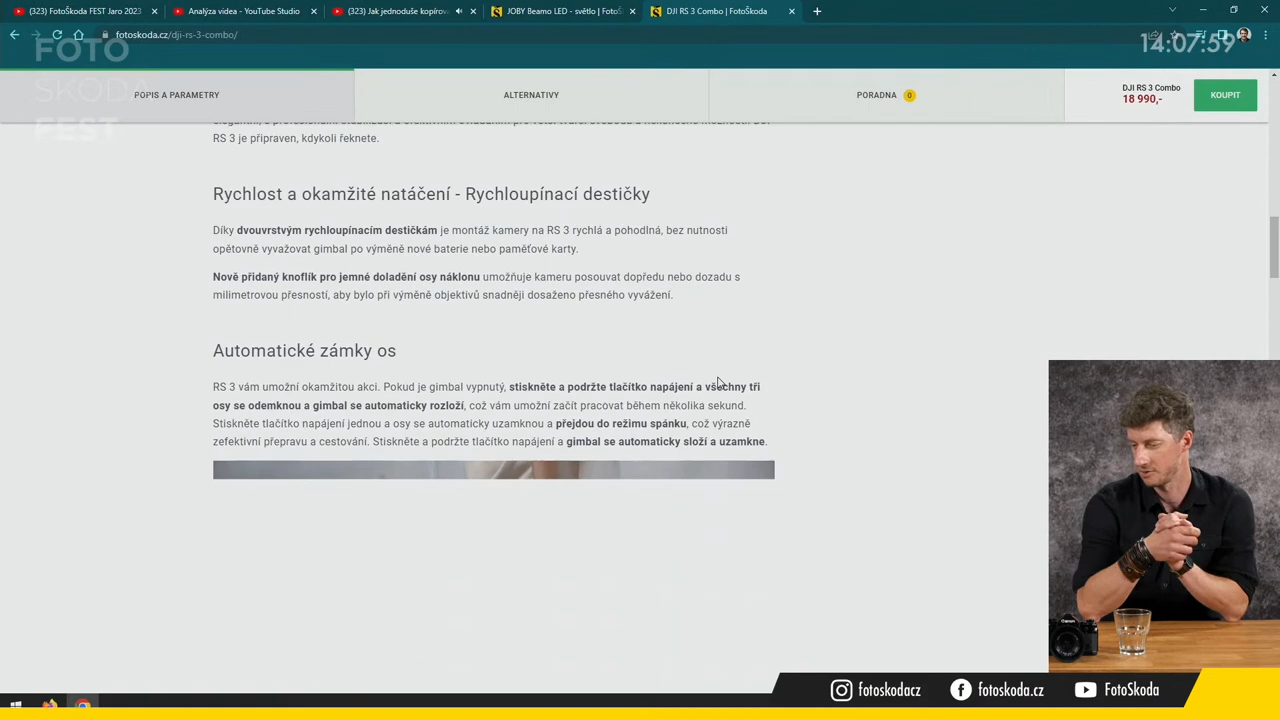 (323) FotoŠkoda FEST Jaro 2023
Analýza videa - YouTube Studio
(323) Jak jednoduše kopírova
JOBY Beamo LED - světlo | FotoŠ
DJI RS 3 Combo | FotoŠkoda
fotoskoda.cz/dji-rs-3-combo/
14:07:59
FOTO
ŠKODA
FEST
POPIS A PARAMETRY
ALTERNATIVY
PORADNA 0
DJI RS 3 Combo
18 990,-
KOUPIT
RS 3 je připraven, kdykoli řeknete.
Rychlost a okamžité natáčení - Rychloupínací destičky
Díky dvouvrstvým rychloupínacím destičkám je montáž kamery na RS 3 rychlá a pohodlná, bez nutnosti
opětovně vyvažovat gimbal po výměně nové baterie nebo paměťové karty.
Nově přidaný knoflík pro jemné doladění osy náklonu umožňuje kameru posouvat dopředu nebo dozadu s
milimetrovou přesností, aby bylo při výměně objektivů snadněji dosaženo přesného vyvážení.
Automatické zámky os
RS 3 vám umožní okamžitou akci. Pokud je gimbal vypnutý, stiskněte a podržte tlačítko napájení a všechny tři
osy se odemknou a gimbal se automaticky rozloží, což vám umožní začít pracovat během několika sekund.
Stiskněte tlačítko napájení jednou a osy se automaticky uzamknou a přejdou do režimu spánku, což výrazně
zefektivní přepravu a cestování. Stiskněte a podržte tlačítko napájení a gimbal se automaticky složí a uzamkne.
Canon
fotoskodacz
fotoskoda.cz
FotoSkoda